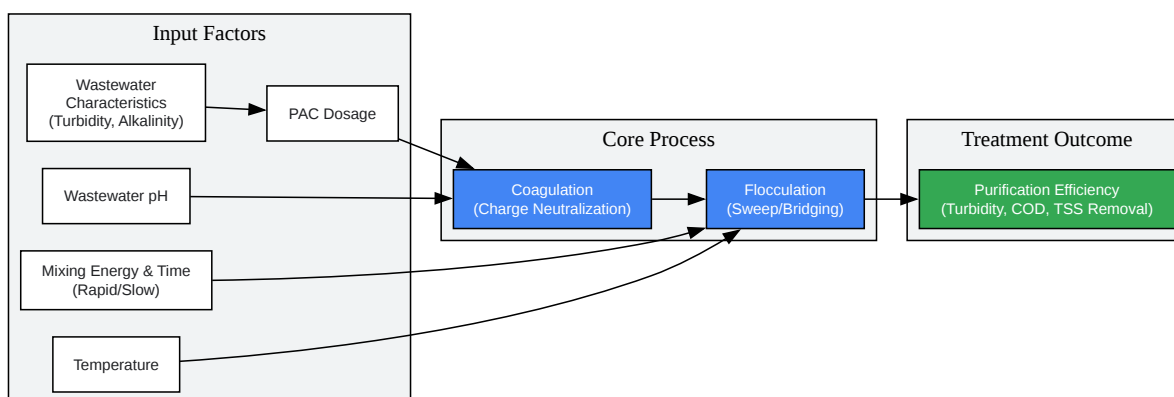 Input Factors
Wastewater
Characteristics
(Turbidity, Alkalinity)
PAC Dosage
Wastewater pH
Mixing Energy & Time
(Rapid/Slow)
Temperature
Core Process
Coagulation
(Charge Neutralization)
Flocculation
(Sweep/Bridging)
Treatment Outcome
Purification Efficiency
(Turbidity, COD, TSS Removal)